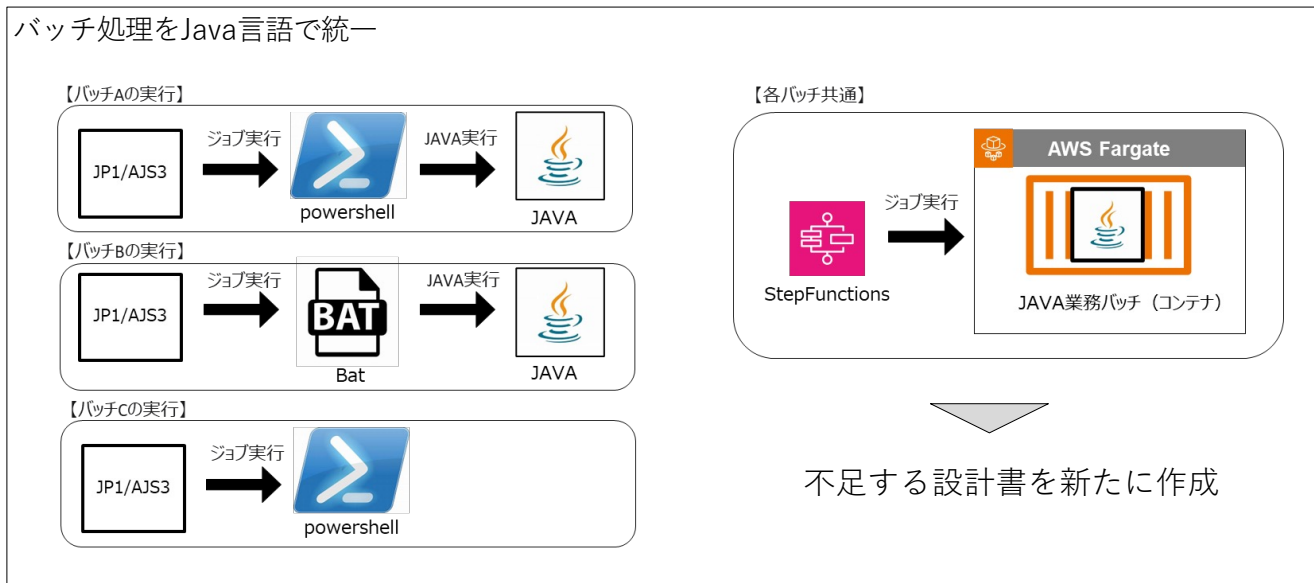 バッチ処理をJava言語で統一
【バッチAの実行】
JP1/AJS3
ジョブ実行
powershell
JAVA実行
JAVA
【バッチBの実行】
JP1/AJS3
ジョブ実行
BAT
Bat
JAVA実行
JAVA
【バッチCの実行】
JP1/AJS3
ジョブ実行
powershell
【各バッチ共通】
StepFunctions
ジョブ実行
AWS Fargate
JAVA業務バッチ（コンテナ）
不足する設計書を新たに作成